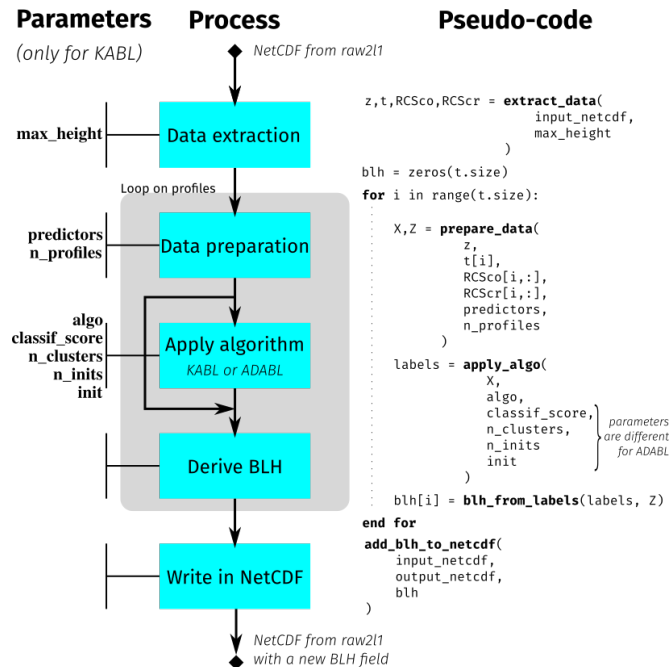 Parameters
(only for KABL)
Process
Pseudo-code
NetCDF from raw2l1
max_height
Data extraction
Loop on profiles
predictors
n_profiles
Data preparation
algo
classif_score
n_clusters
n_inits
init
Apply algorithm
KABL or ADABL
Derive BLH
Write in NetCDF
NetCDF from raw2l1
with a new BLH field
z,t,RCSco,RCScr = extract_data(
input_netcdf,
max_height
)
blh = zeros(t.size)
for i in range(t.size):
X,Z = prepare_data(
z,
t[i],
RCSco[i,:],
RCScr[i,:],
predictors,
n_profiles
)
labels = apply_algo(
X,
algo,
classif_score,
n_clusters,
n_inits
init
)
parameters
are different
for ADABL
blh[i] = blh_from_labels(labels, Z)
end for
add_blh_to_netcdf(
input_netcdf,
output_netcdf,
blh
)